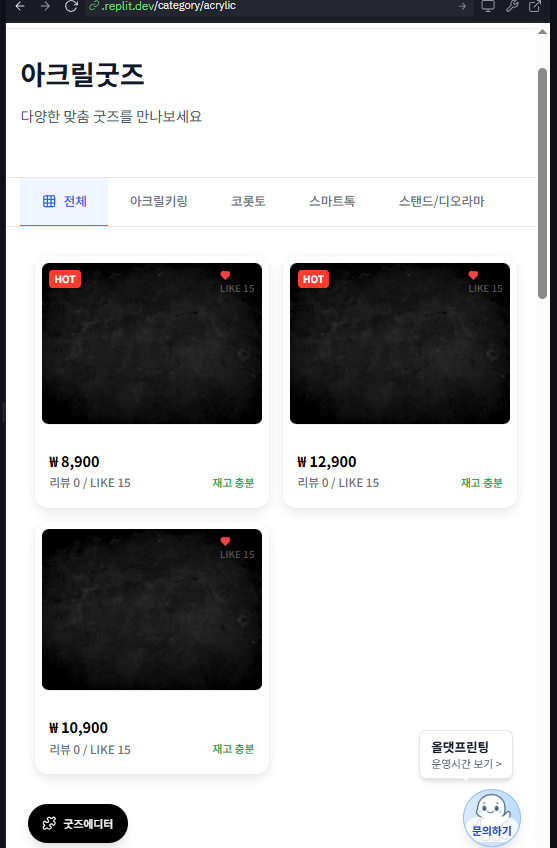 .replit.dev/category/acrylic
아크릴굿즈
다양한 맞춤 굿즈를 만나보세요
전체 아크릴키링 코롯토 스마트톡 스탠드/디오라마
HOT
LIKE 15
₩ 8,900
리뷰 0 / LIKE 15 재고 충분
HOT
LIKE 15
₩ 12,900
리뷰 0 / LIKE 15 재고 충분
LIKE 15
₩ 10,900
리뷰 0 / LIKE 15 재고 충분
올댓프린팅
운영시간 보기 >
굿즈에디터
문의하기